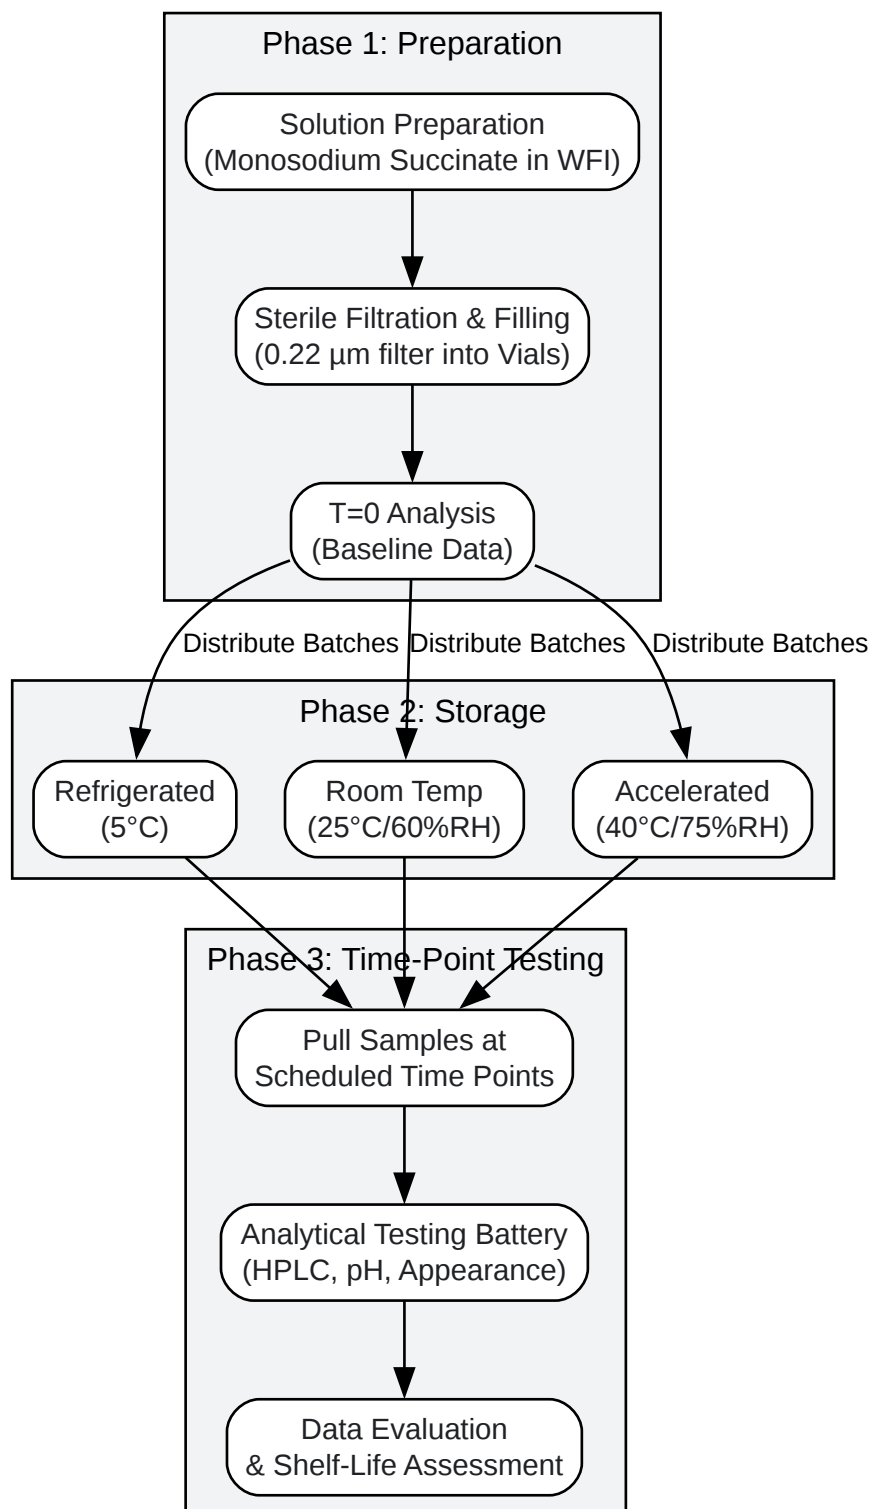 Phase 1: Preparation
Solution Preparation
(Monosodium Succinate in WFI)
Sterile Filtration & Filling
(0.22 µm filter into Vials)
T=0 Analysis
(Baseline Data)
Distribute Batches
Distribute Batches
Distribute Batches
Phase 2: Storage
Refrigerated
(5°C)
Room Temp
(25°C/60%RH)
Accelerated
(40°C/75%RH)
Phase 3: Time-Point Testing
Pull Samples at
Scheduled Time Points
Analytical Testing Battery
(HPLC, pH, Appearance)
Data Evaluation
& Shelf-Life Assessment